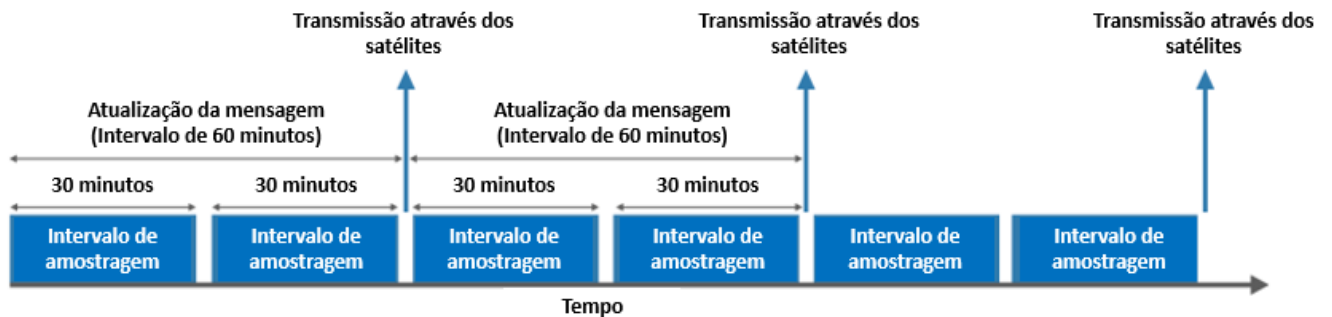 Transmissão através dos
satélites
Transmissão através dos
satélites
Transmissão através dos
satélites
Atualização da mensagem
(Intervalo de 60 minutos)
Atualização da mensagem
(Intervalo de 60 minutos)
30 minutos
30 minutos
30 minutos
30 minutos
Intervalo de
amostragem
Intervalo de
amostragem
Intervalo de
amostragem
Intervalo de
amostragem
Intervalo de
amostragem
Intervalo de
amostragem
Tempo